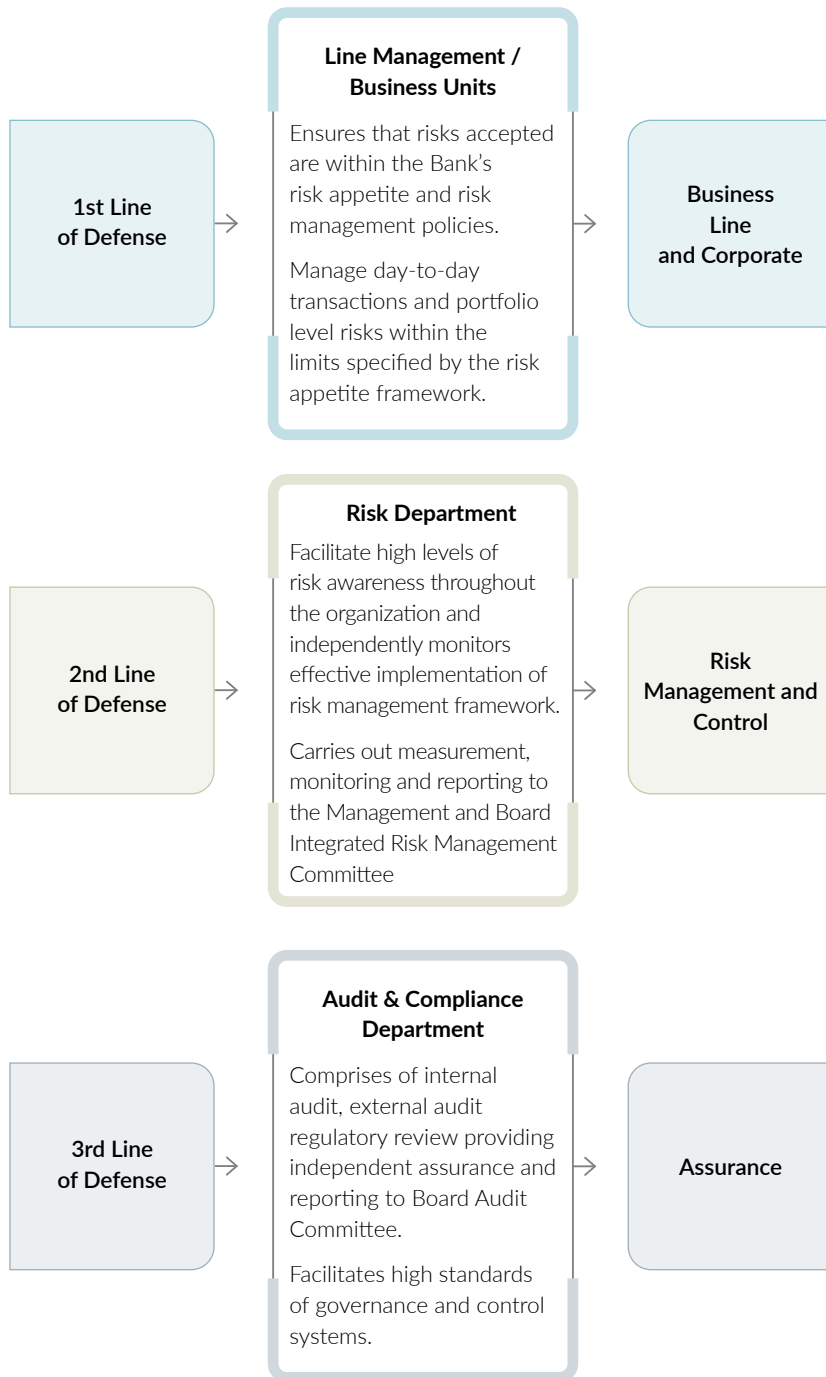 1st Line
of Defense
Line Management /
Business Units
Ensures that risks accepted
are within the Bank's
risk appetite and risk
management policies.
Manage day-to-day
transactions and portfolio
level risks within the
limits specified by the risk
appetite framework.
Business
Line
and Corporate
2nd Line
of Defense
Risk Department
Facilitate high levels of
risk awareness throughout
the organization and
independently monitors
effective implementation of
risk management framework.
Carries out measurement,
monitoring and reporting to
the Management and Board
Integrated Risk Management
Committee
Risk
Management and
Control
3rd Line
of Defense
Audit & Compliance
Department
Comprises of internal
audit, external audit
regulatory review providing
independent assurance and
reporting to Board Audit
Committee.
Facilitates high standards
of governance and control
systems.
Assurance